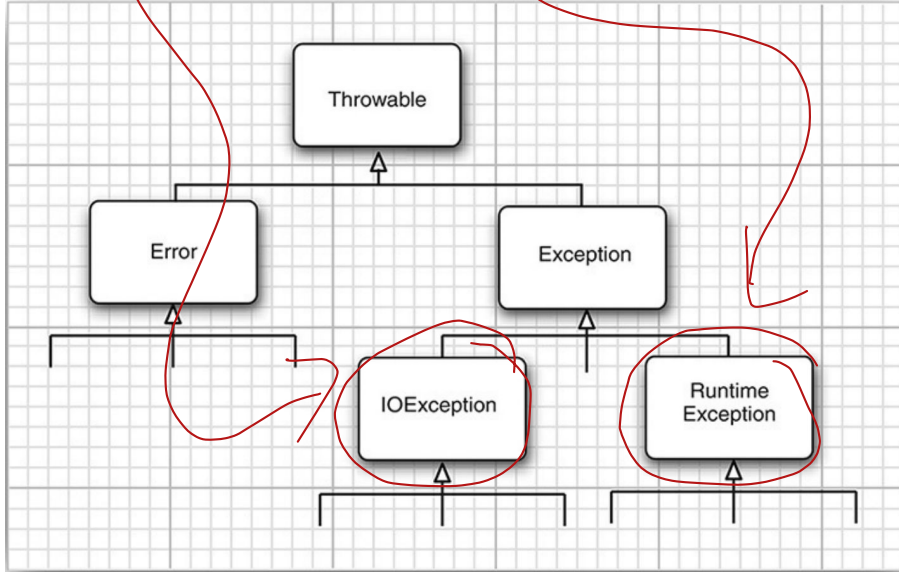 Throwable
Error
Exception
IOException
Runtime
Exception